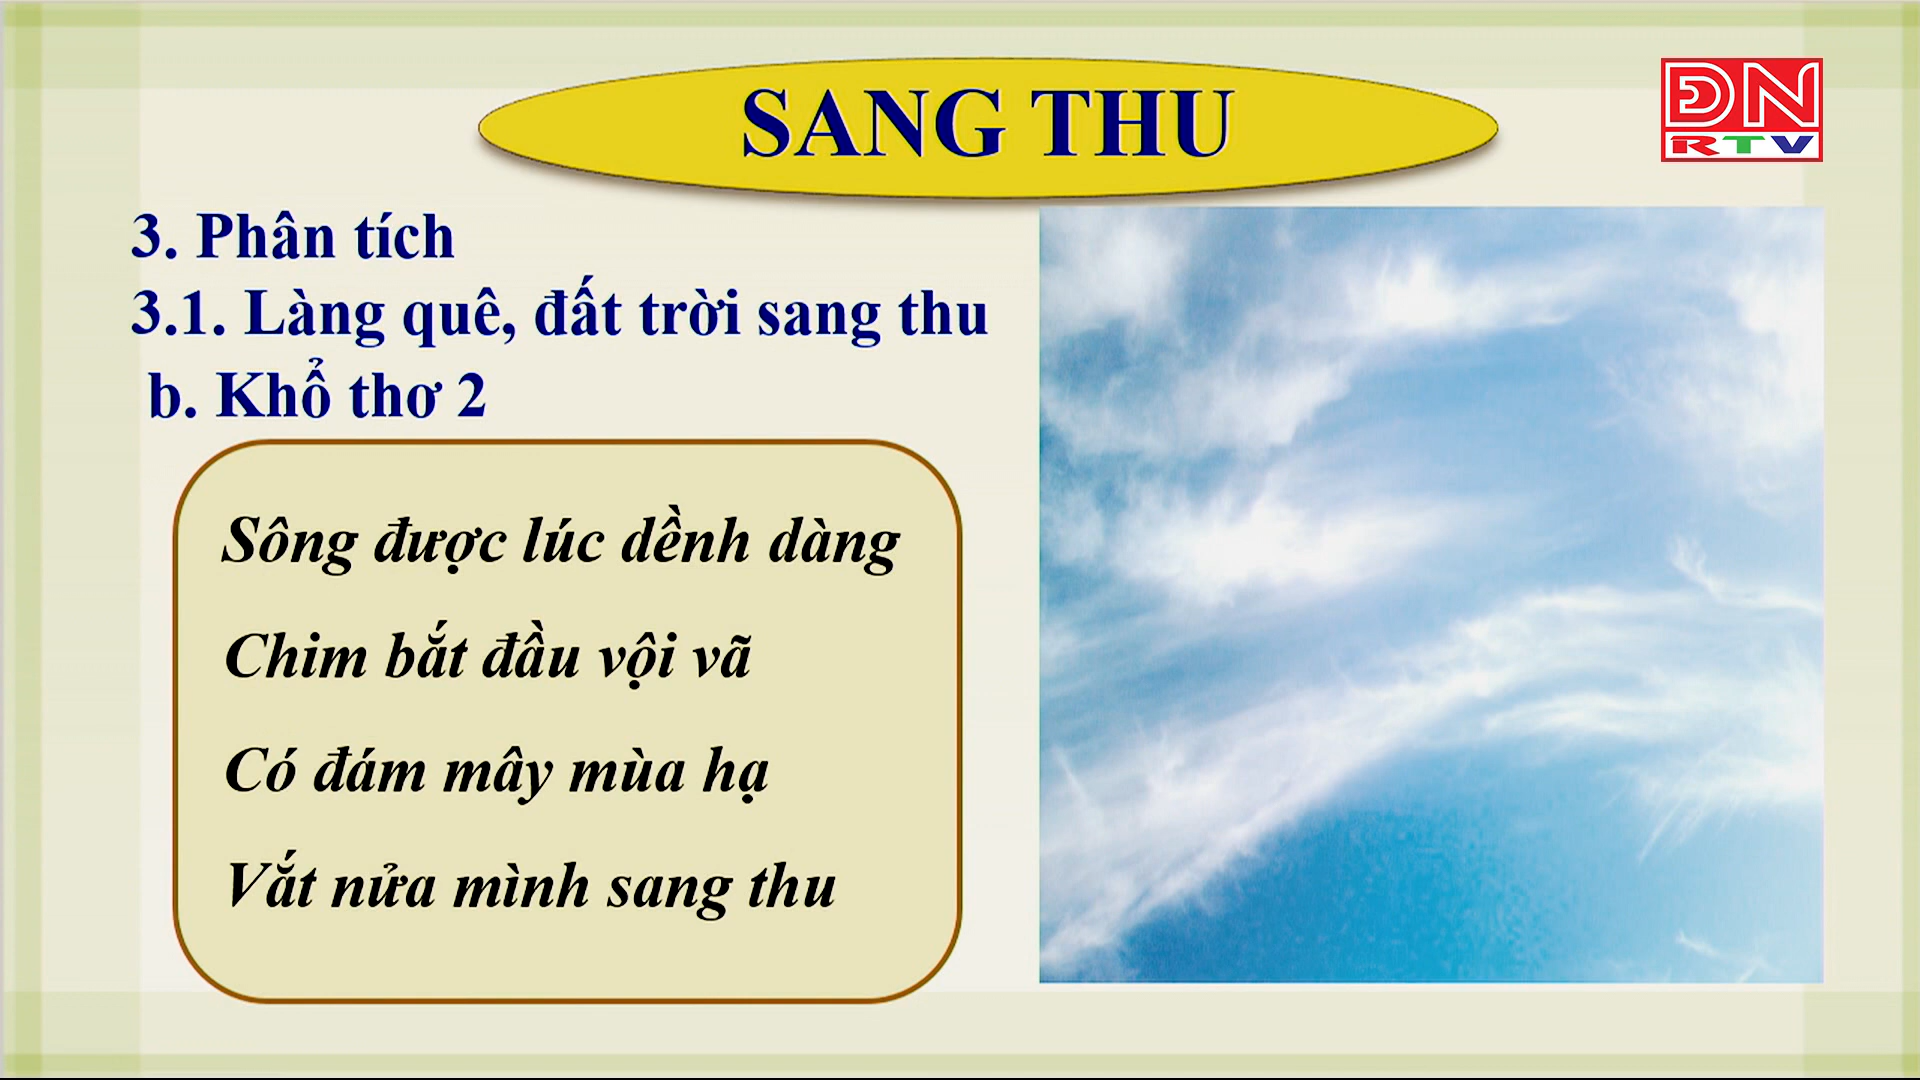 SANG THU
ĐN
RTV
3. Phân tích
3.1. Làng quê, đất trời sang thu
b. Khổ thơ 2
Sông được lúc dềnh dàng
Chim bắt đầu vội vã
Có đám mây mùa hạ
Vắt nửa mình sang thu